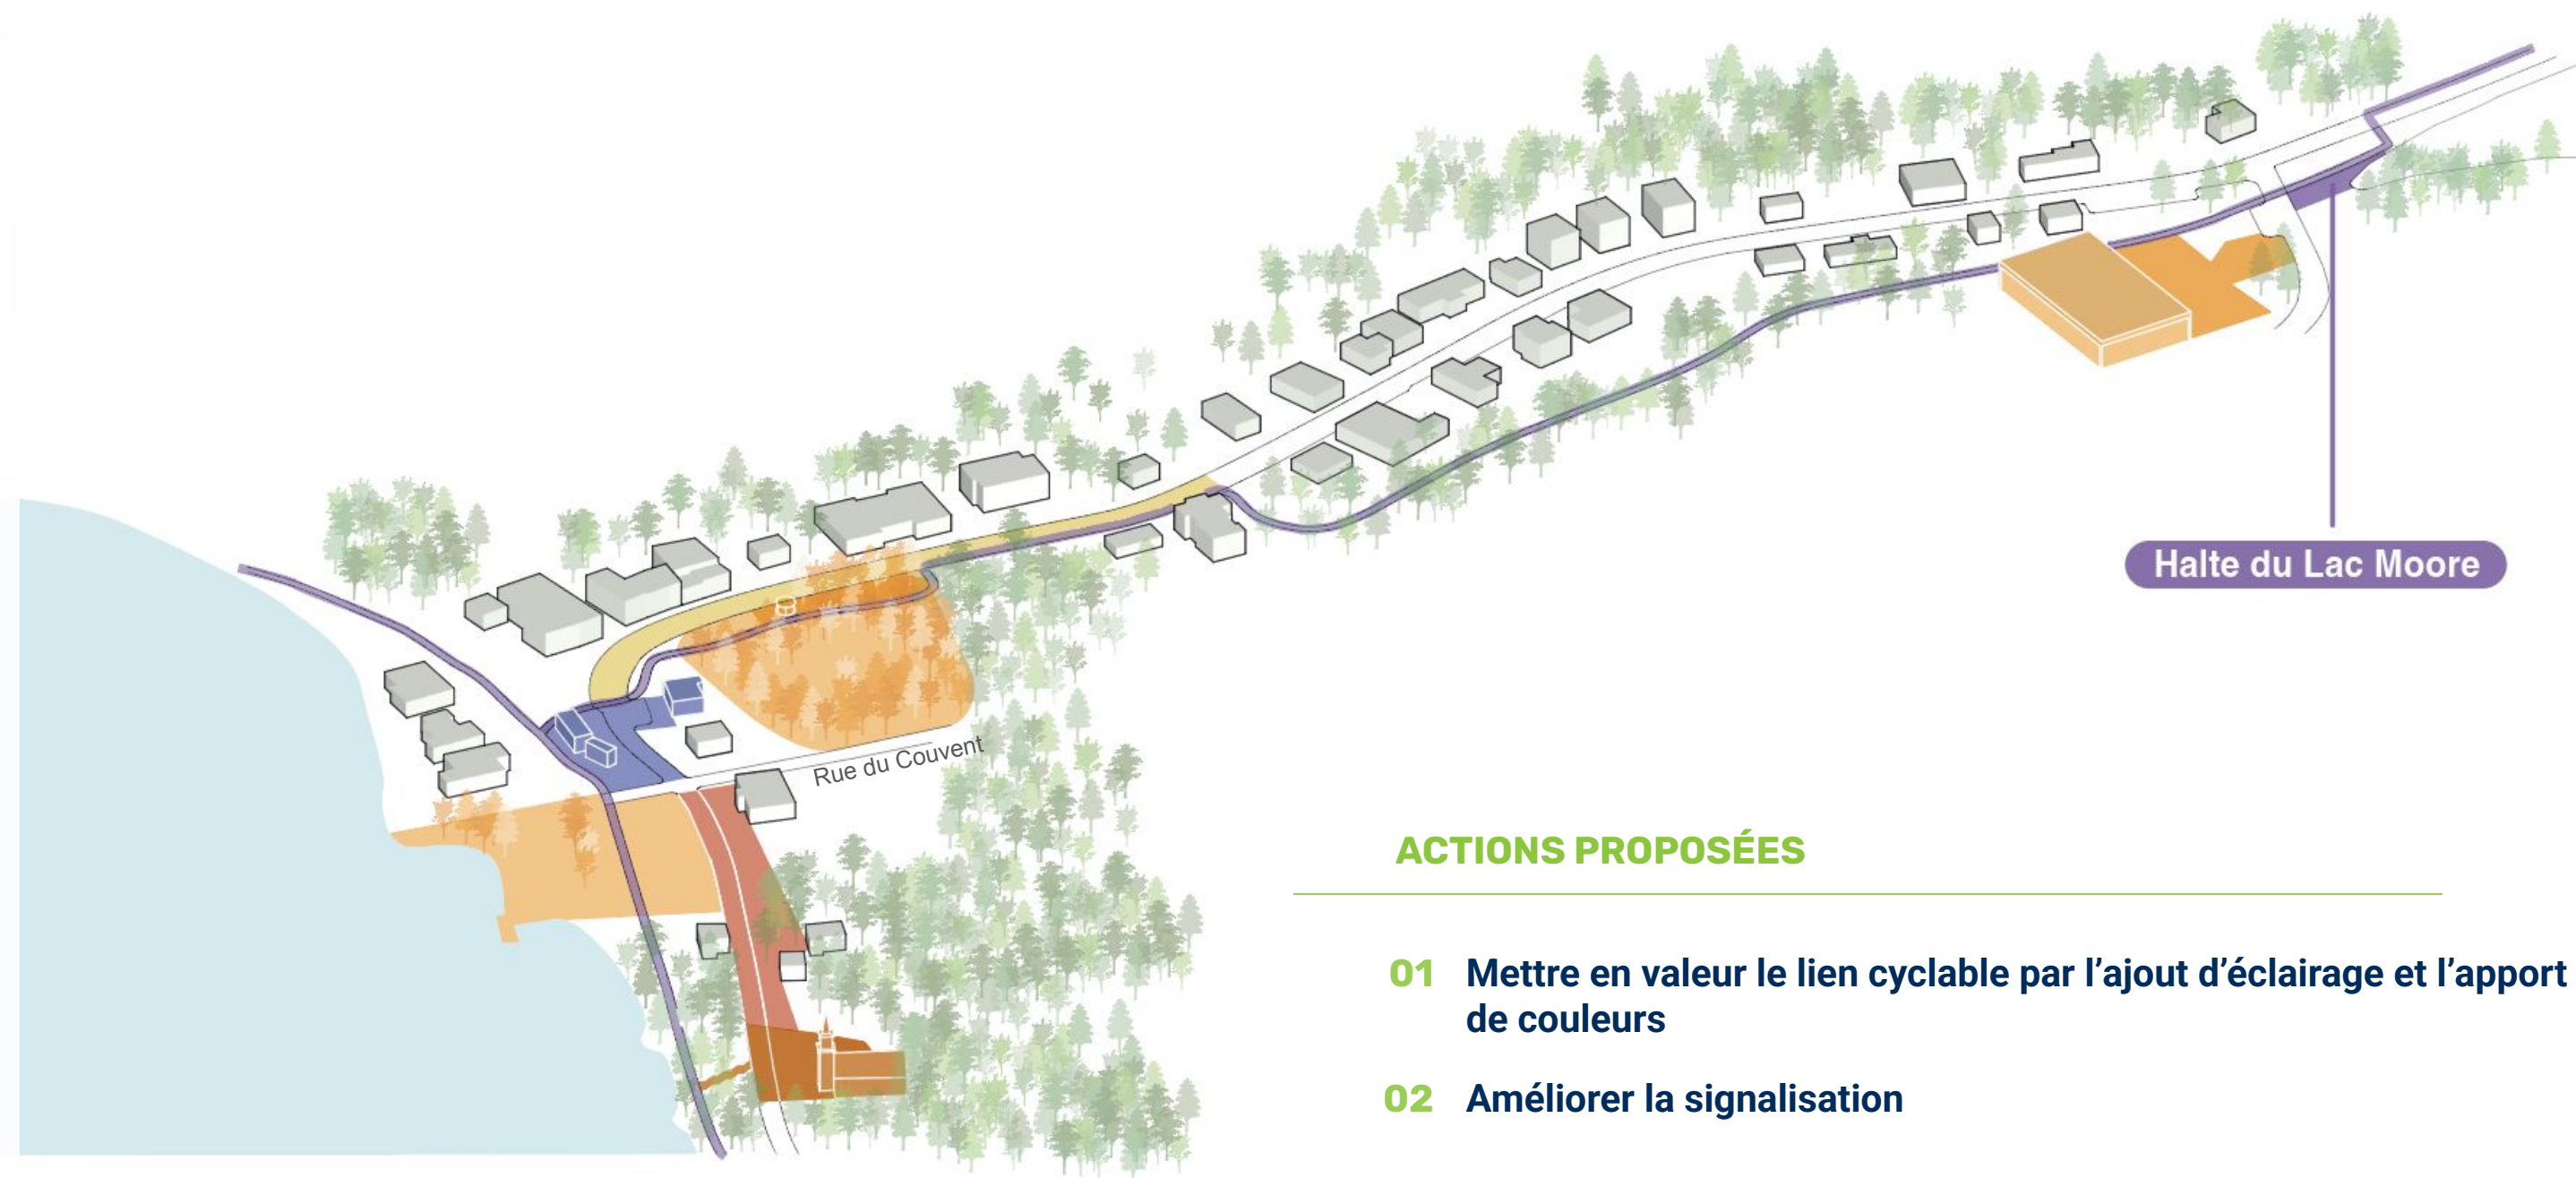 Halte du Lac Moore
Rue du Couvent
ACTIONS PROPOSÉES
01 Mettre en valeur le lien cyclable par l’ajout d’éclairage et l’apport
de couleurs
02 Améliorer la signalisation